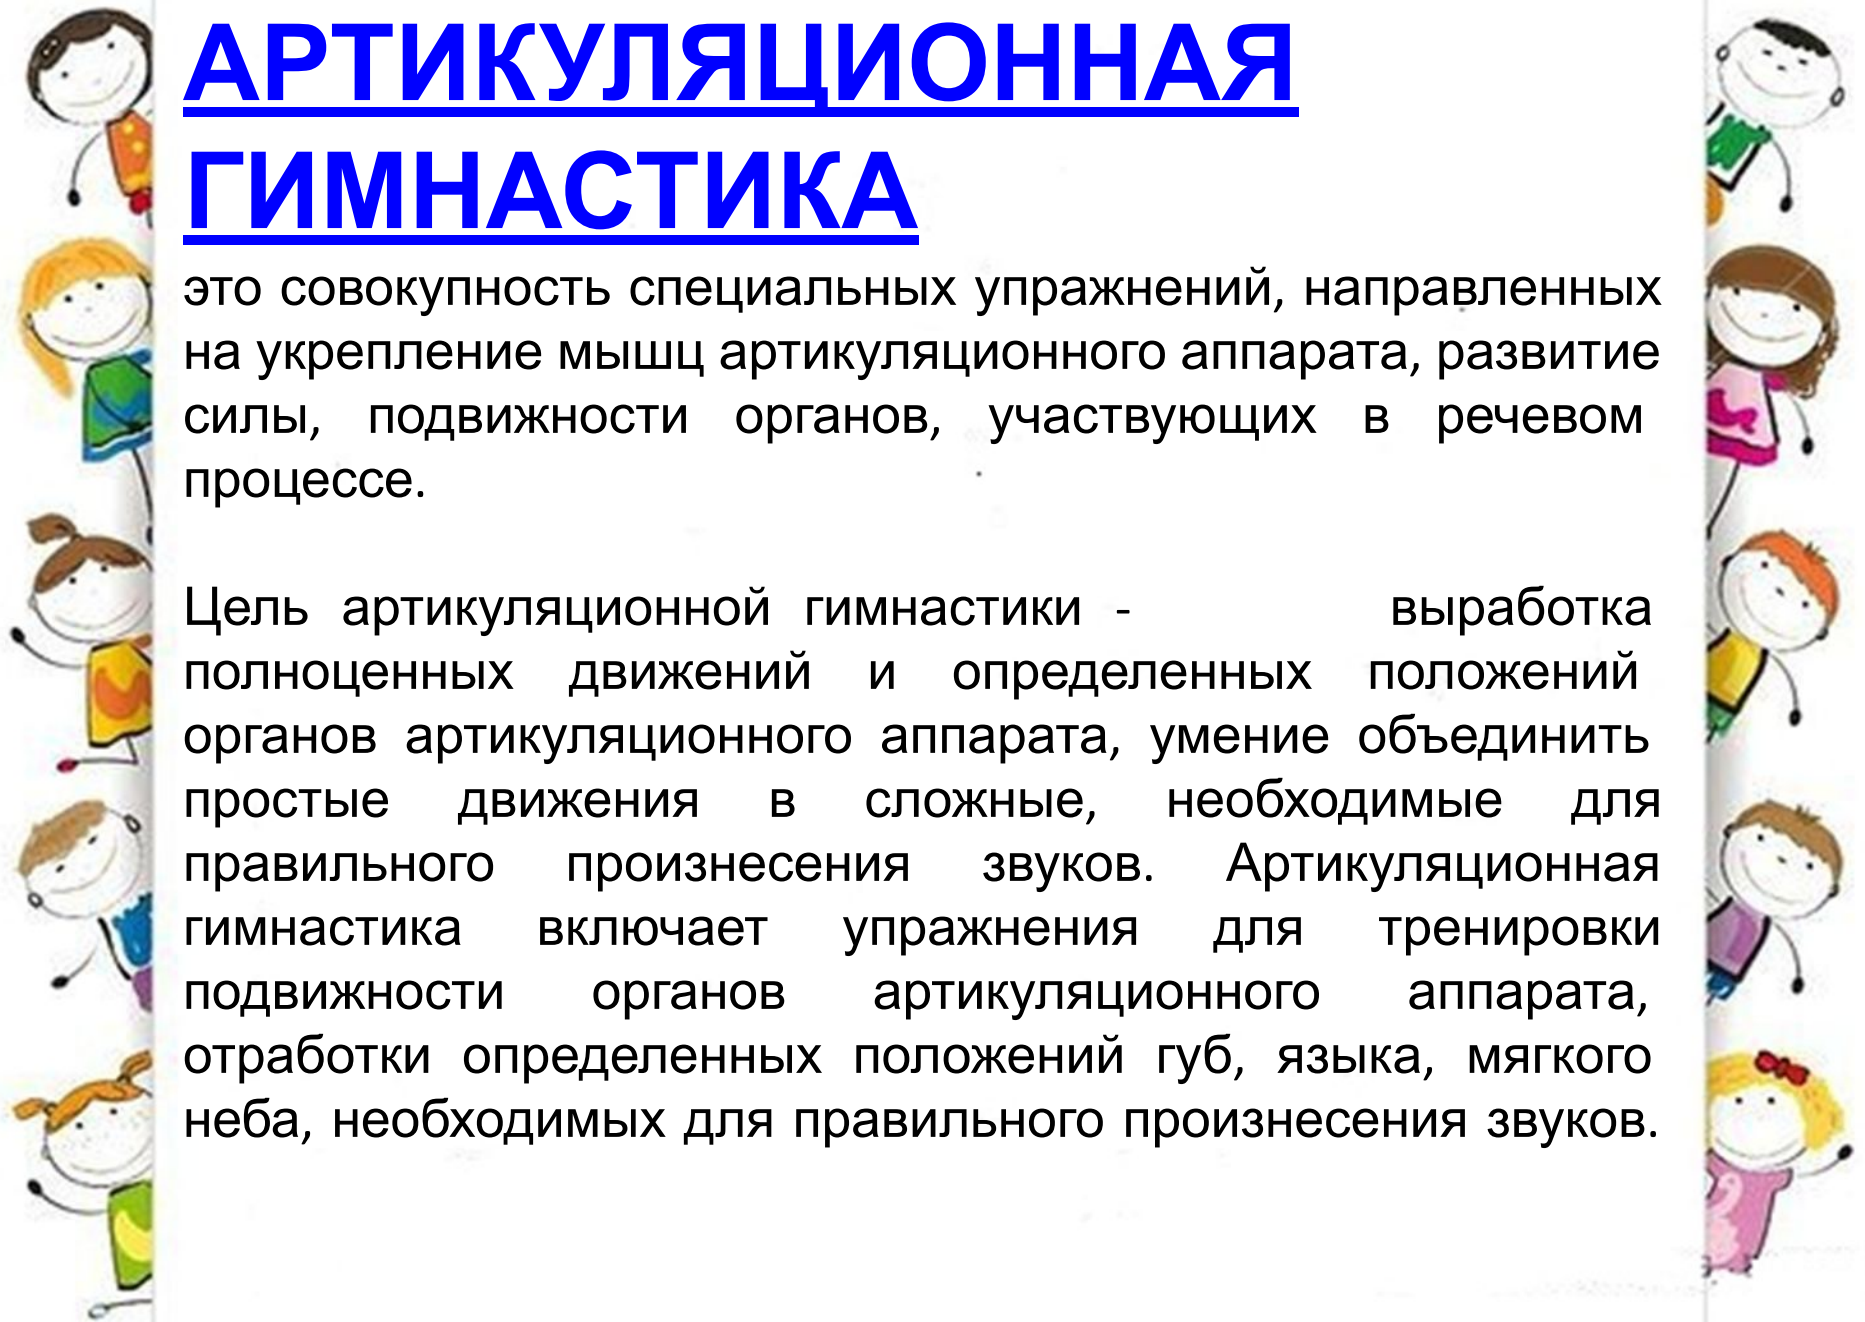 АРТИКУЛЯЦИОННАЯ
ГИМНАСТИКА
это совокупность специальных упражнений, направленных
на укрепление мышц артикуляционного аппарата, развитие
силы, подвижности органов, участвующих в речевом
процессе.
Цель артикуляционной гимнастики - выработка
полноценных движений и определенных положений
органов артикуляционного аппарата, умение объединить
простые движения в сложные, необходимые для
правильного произнесения звуков. Артикуляционная
гимнастика включает упражнения для тренировки
подвижности органов артикуляционного аппарата,
отработки определенных положений губ, языка, мягкого
неба, необходимых для правильного произнесения звуков.